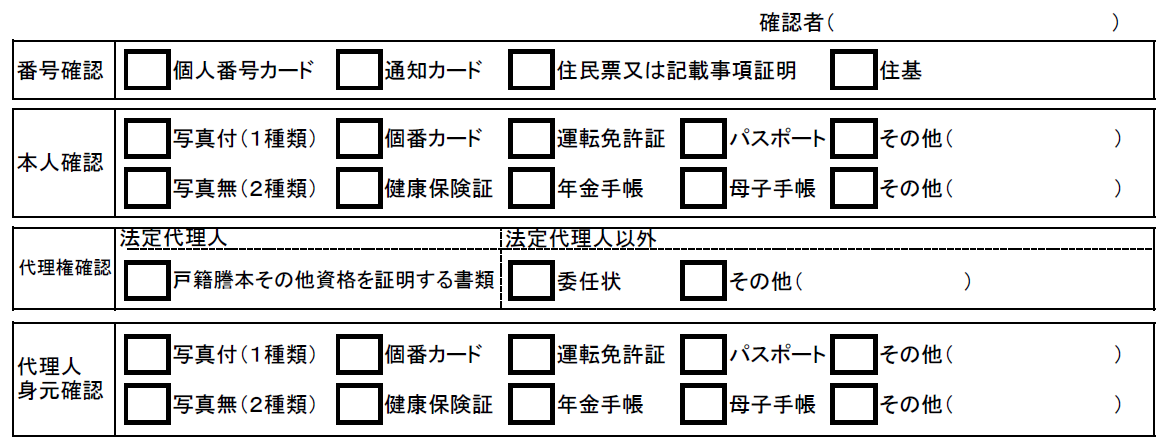 確認者（　　　　　　　　　　　　）
番号確認 個人番号カード 通知カード 住民票又は記載事項証明 住基
本人確認
写真付（１種類） 個番カード 運転免許証 パスポート その他（　　　　　　　）
写真無（２種類） 健康保険証 年金手帳 母子手帳 その他（　　　　　　　）
代理権確認
法定代理人 法定代理人以外
戸籍謄本その他資格を証明する書類 委任状 その他（　　　　　　　）
代理人
身元確認
写真付（１種類） 個番カード 運転免許証 パスポート その他（　　　　　　　）
写真無（２種類） 健康保険証 年金手帳 母子手帳 その他（　　　　　　　）